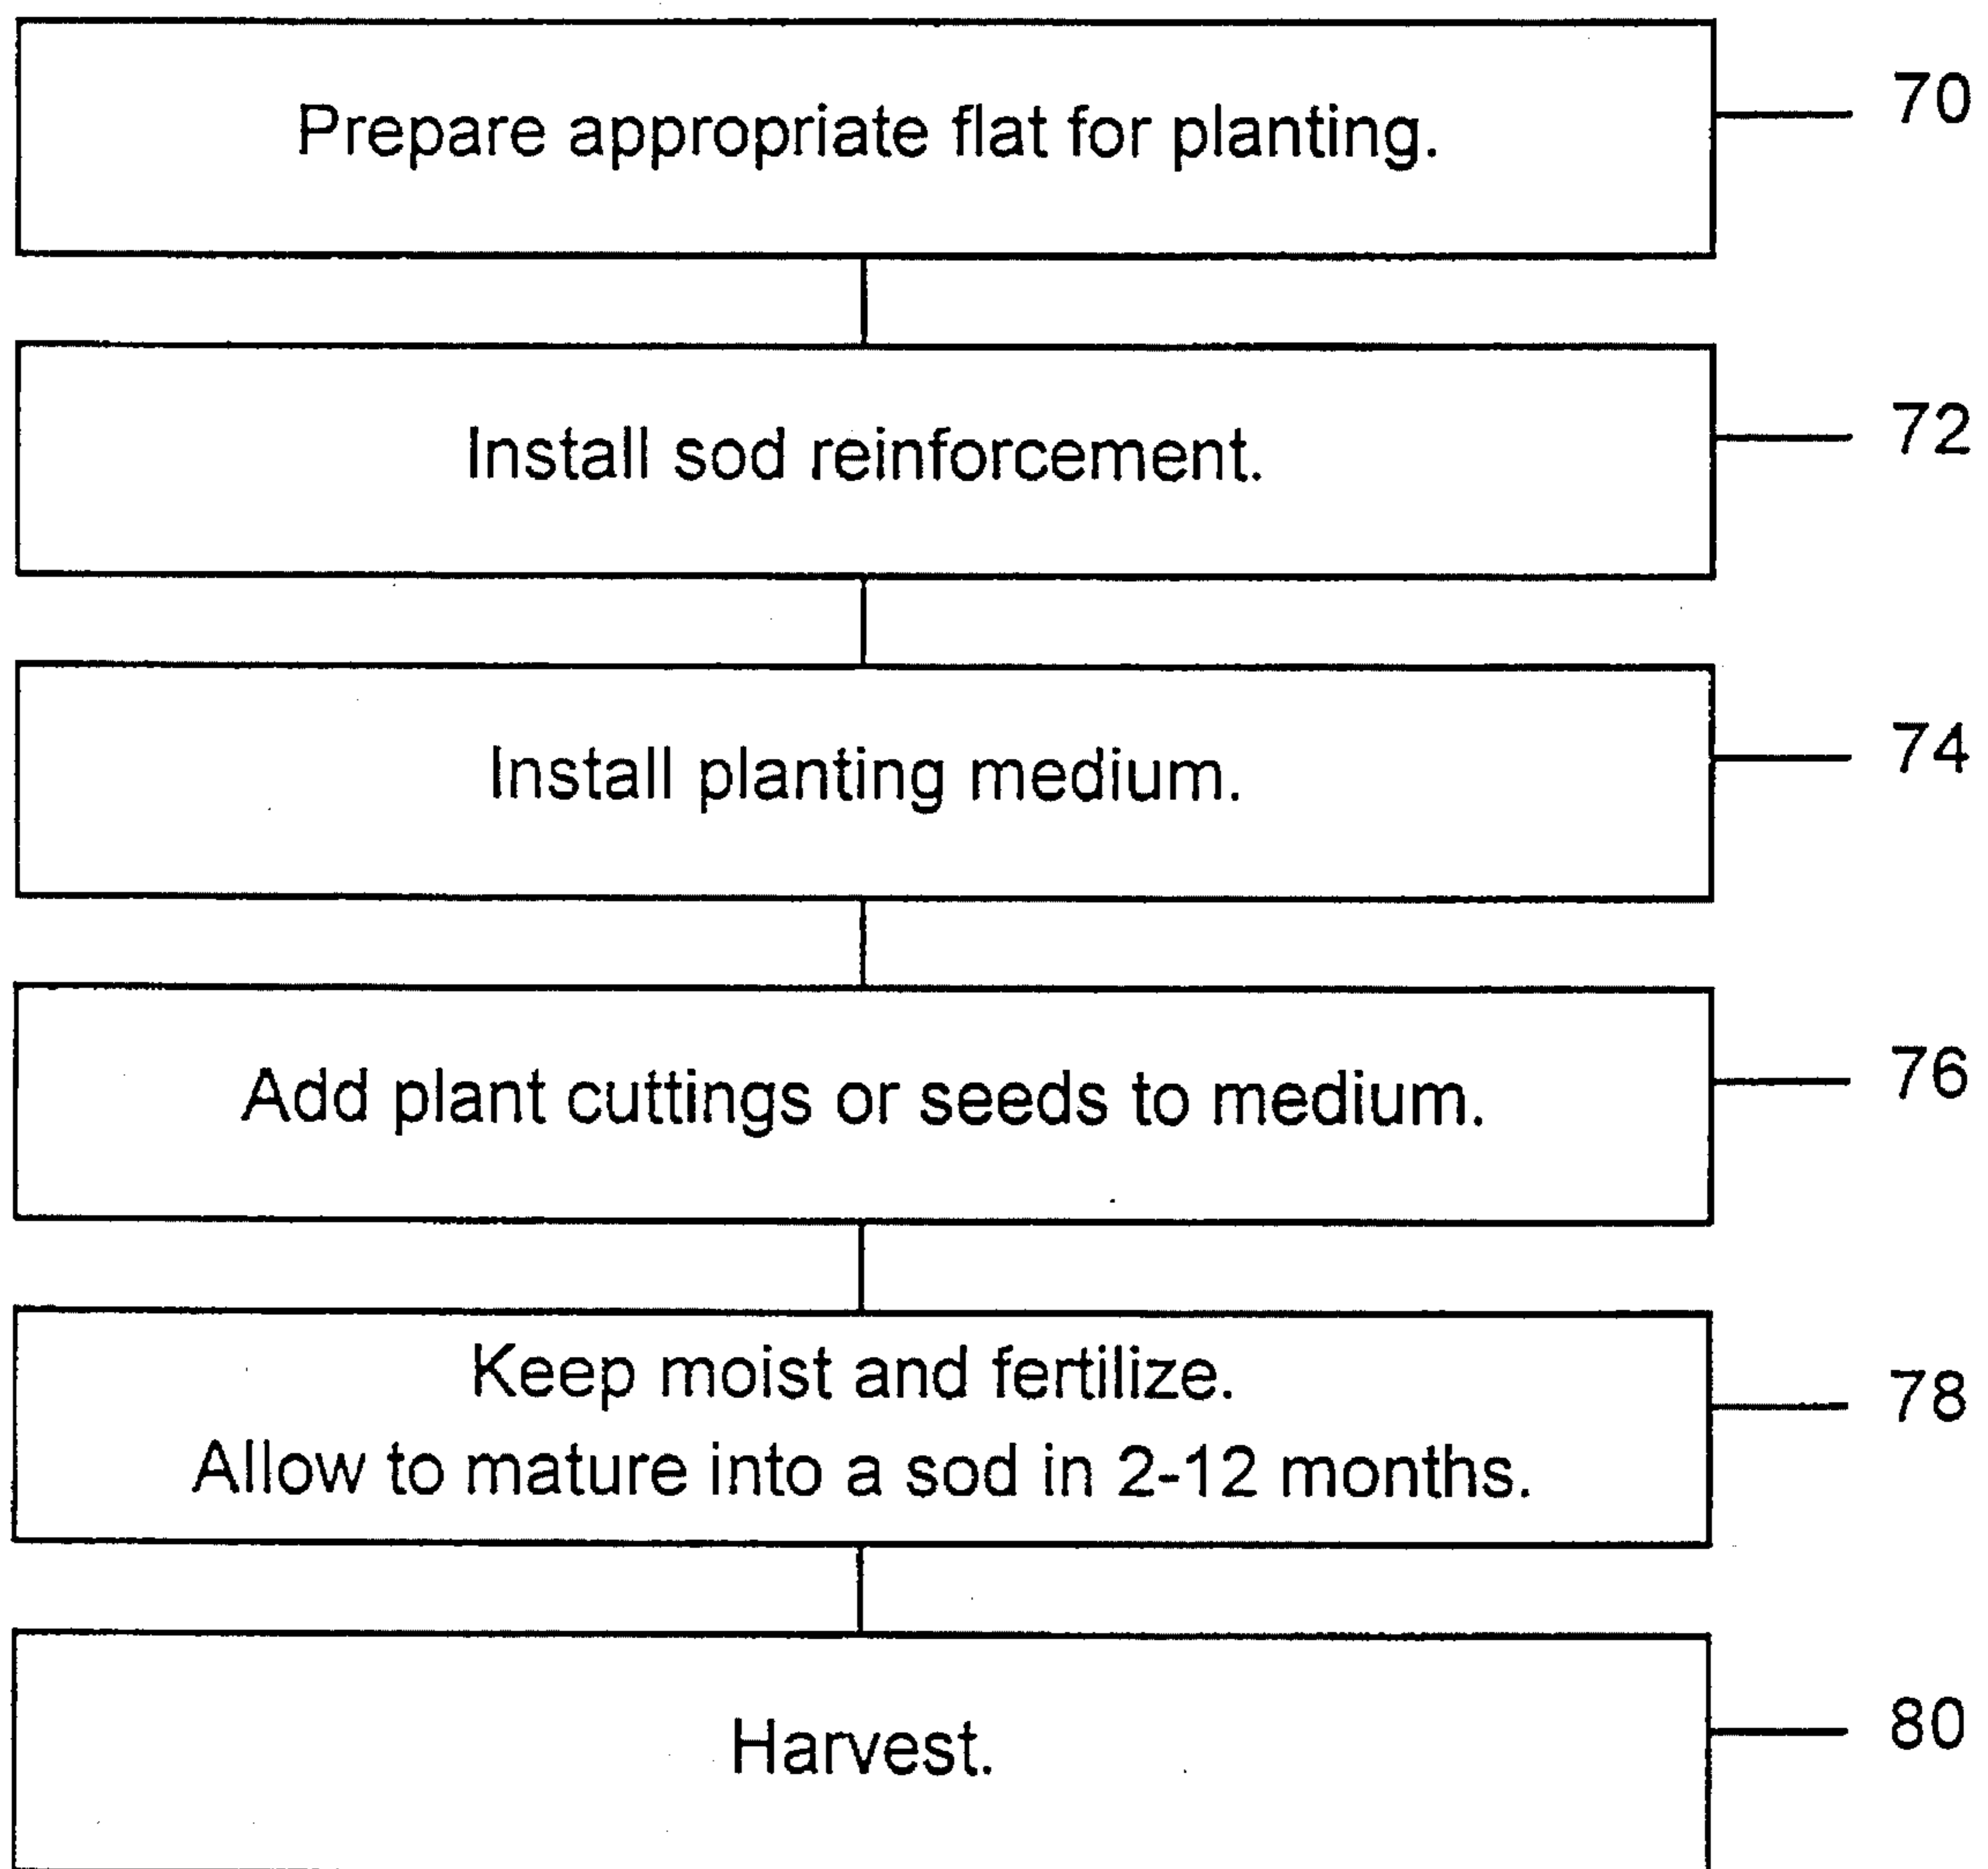 Prepare appropriate flat for planting.
70
Install sod reinforcement.
72
Install planting medium.
74
Add plant cuttings or seeds to medium.
76
Keep moist and fertilize.
Allow to mature into a sod in 2-12 months.
78
Harvest.
80